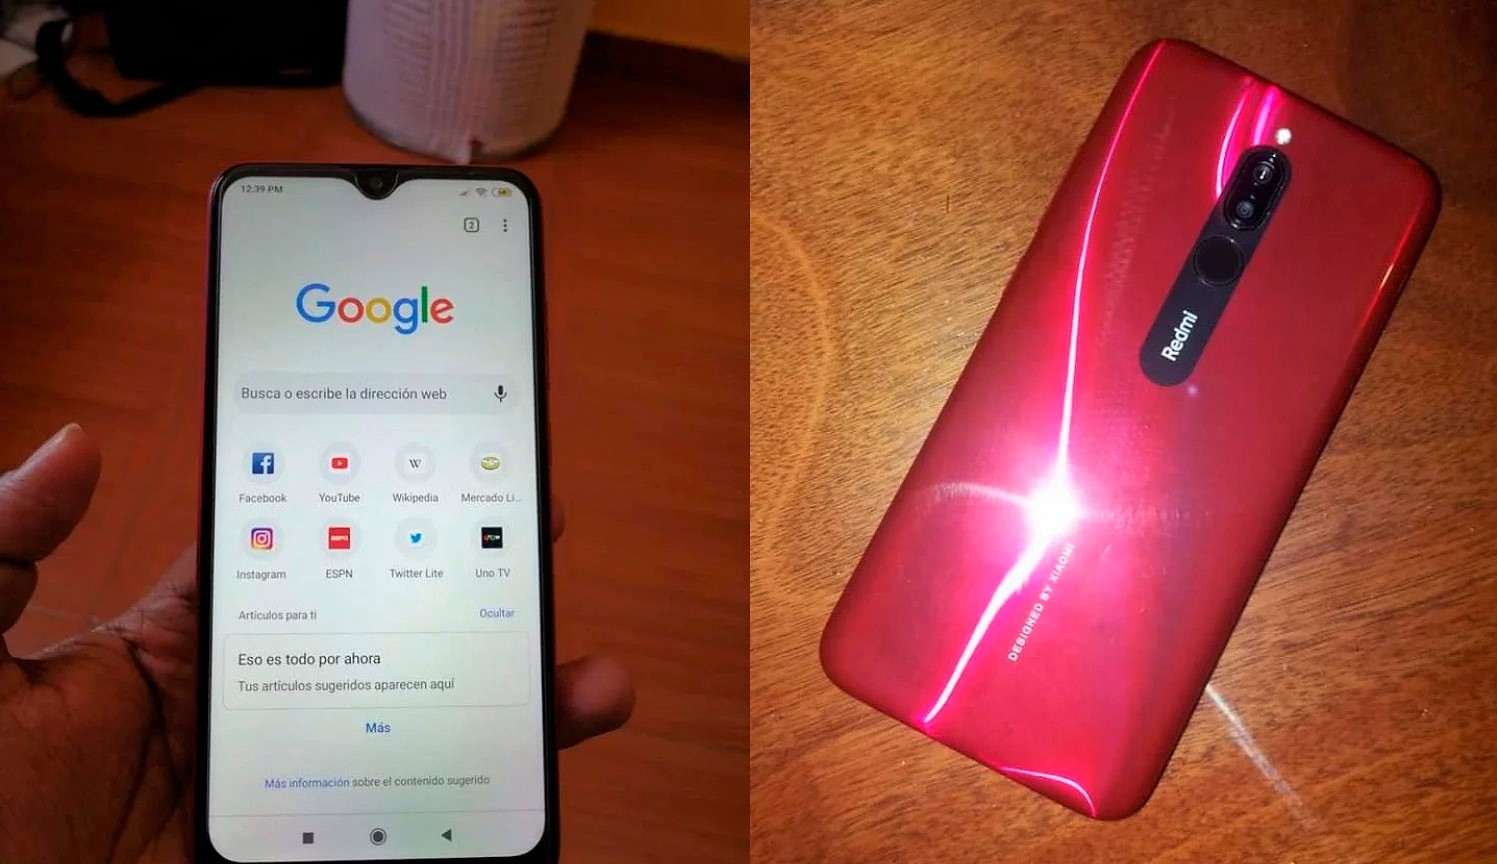 12:39 PM
2
Google
Busca o escribe la dirección web
Facebook
YouTube
W
Wikipedia
Mercado Li...
Instagram
ESPN
ESPN
Twitter Lite
Uno TV
Artículos para ti
Ocultar
Eso es todo por ahora
Tus artículos sugeridos aparecen aquí
Más
Más información sobre el contenido sugerido
Redmi
DESIGNED BY XIAOMI